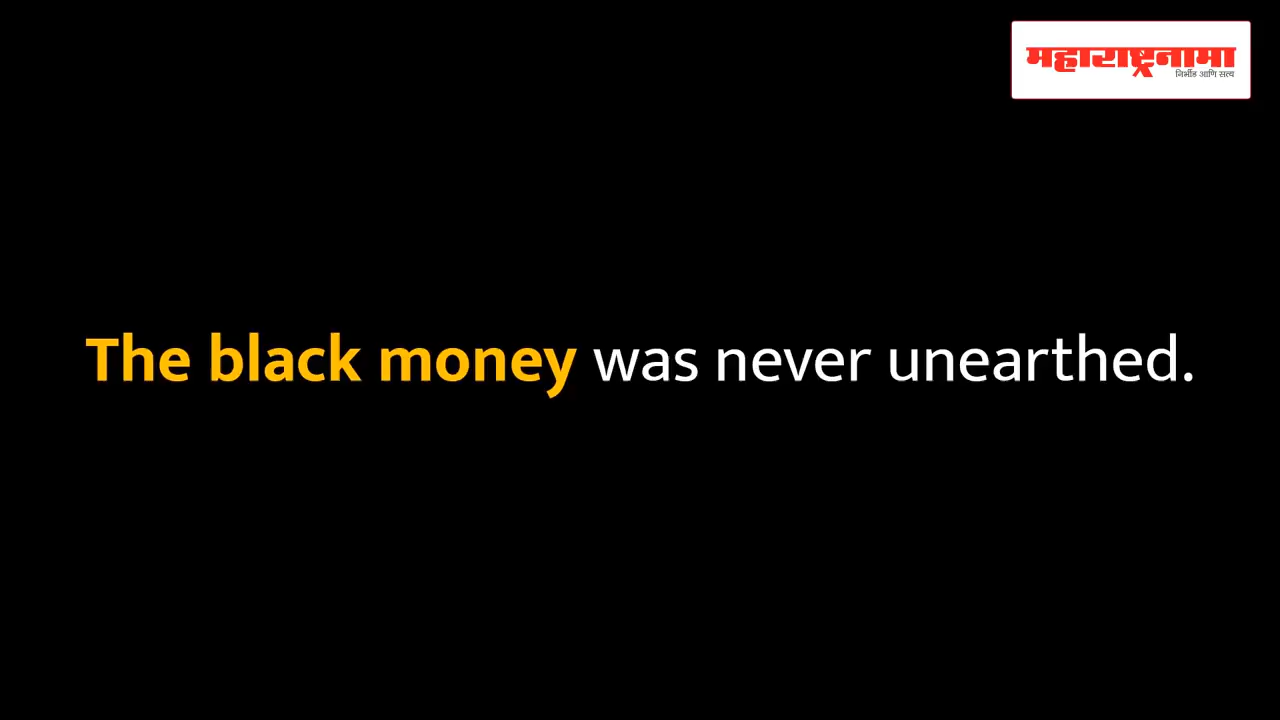 महाराष्ट्रनामा
निर्भीड आणि सत्य
The black money was never unearthed.